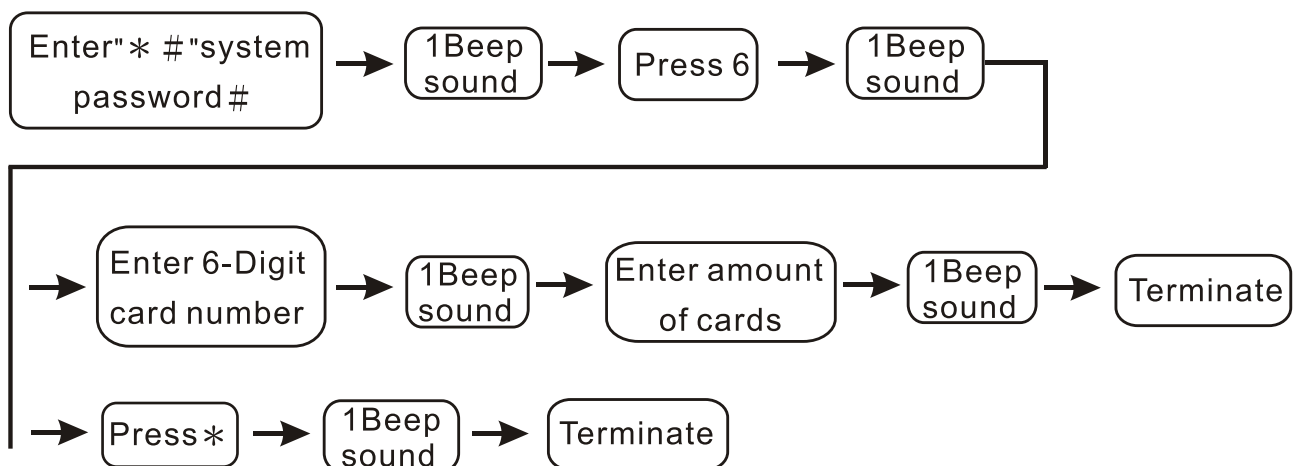 Enter"* #"system
password#
1Beep
sound
Press 6
1Beep
sound
Enter 6-Digit
card number
1Beep
sound
Enter amount
of cards
1Beep
sound
Terminate
Press*
1Beep
sound
Terminate